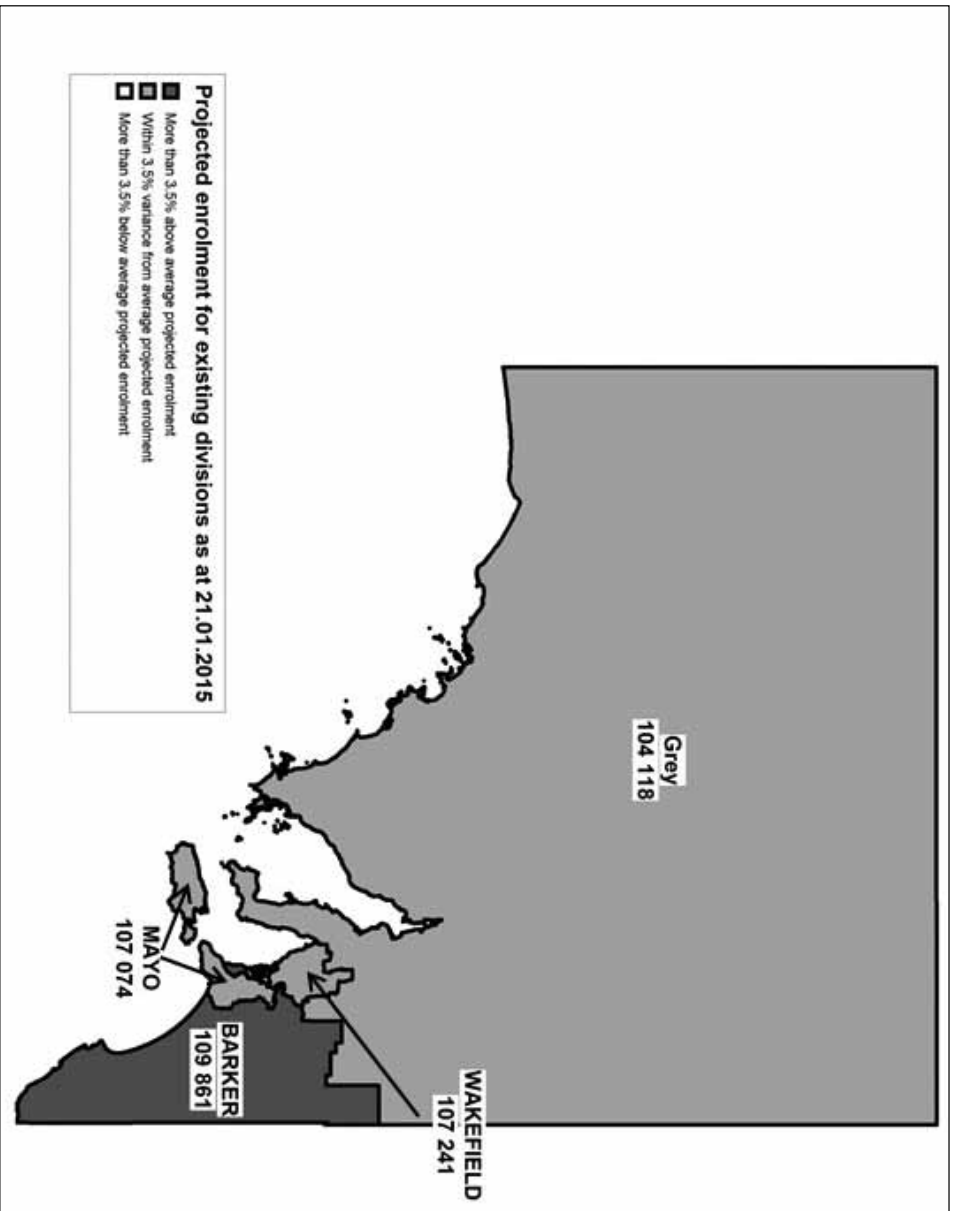 Grey
104 118
WAKEFIELD
107 241
BARKER
109 861
MAYO
107 074
Projected enrolment for existing divisions as at 21.01.2015
More than 3.5% above average projected enrolment
Within 3.5% variance from average projected enrolment
More than 3.5% below average projected enrolment